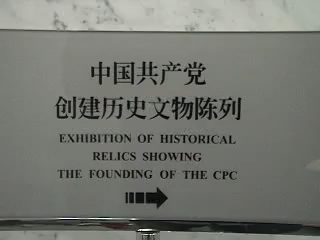 中国共产党
创建历史文物陈列
EXHIBITION OF HISTORICAL
RELICS SHOWING
THE FOUNDING OF THE CPC